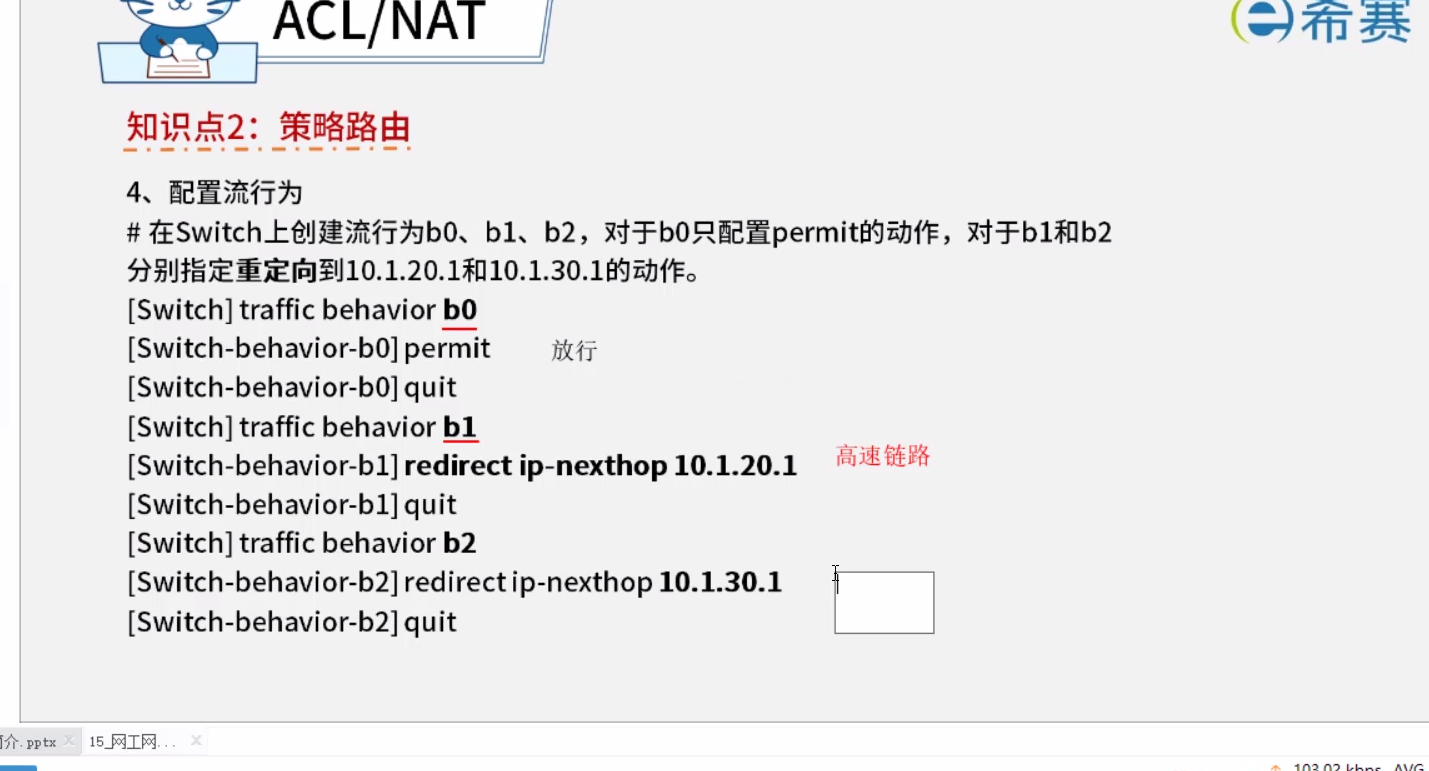 ACL/NAT
希赛
知识点2：策略路由
4、配置流行为
# 在Switch上创建流行为b0、b1、b2，对于b0只配置permit的动作，对于b1和b2
分别指定重定向到10.1.20.1和10.1.30.1的动作。
[Switch] traffic behavior b0
[Switch-behavior-b0] permit
放行
[Switch-behavior-b0] quit
[Switch] traffic behavior b1
[Switch-behavior-b1] redirect ip-nexthop 10.1.20.1
高速链路
[Switch-behavior-b1] quit
[Switch] traffic behavior b2
[Switch-behavior-b2] redirect ip-nexthop 10.1.30.1
[Switch-behavior-b2] quit
介.pptx
15_网工网...
103.02 kbps AVG